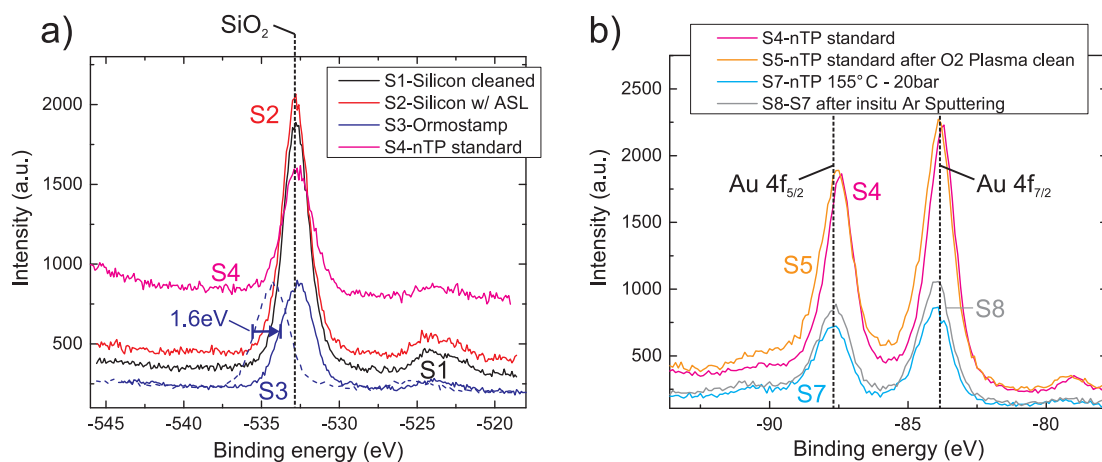 a)
SiO2
S1-Silicon cleaned
S2-Silicon w/ ASL
S3-Ormostamp
S4-nTP standard
S2
S4
1.6eV
S3
S1
2000
1500
1000
500
Intensity (a.u.)
-545
-540
-535
-530
-525
-520
Binding energy (eV)
b)
S4-nTP standard
S5-nTP standard after O2 Plasma clean
S7-nTP 155°C - 20bar
S8-S7 after insitu Ar Sputtering
Au 4f5/2
Au 4f7/2
S4
S5
S8
S7
2500
2000
1500
1000
500
Intensity (a.u.)
-90
-85
-80
Binding energy (eV)